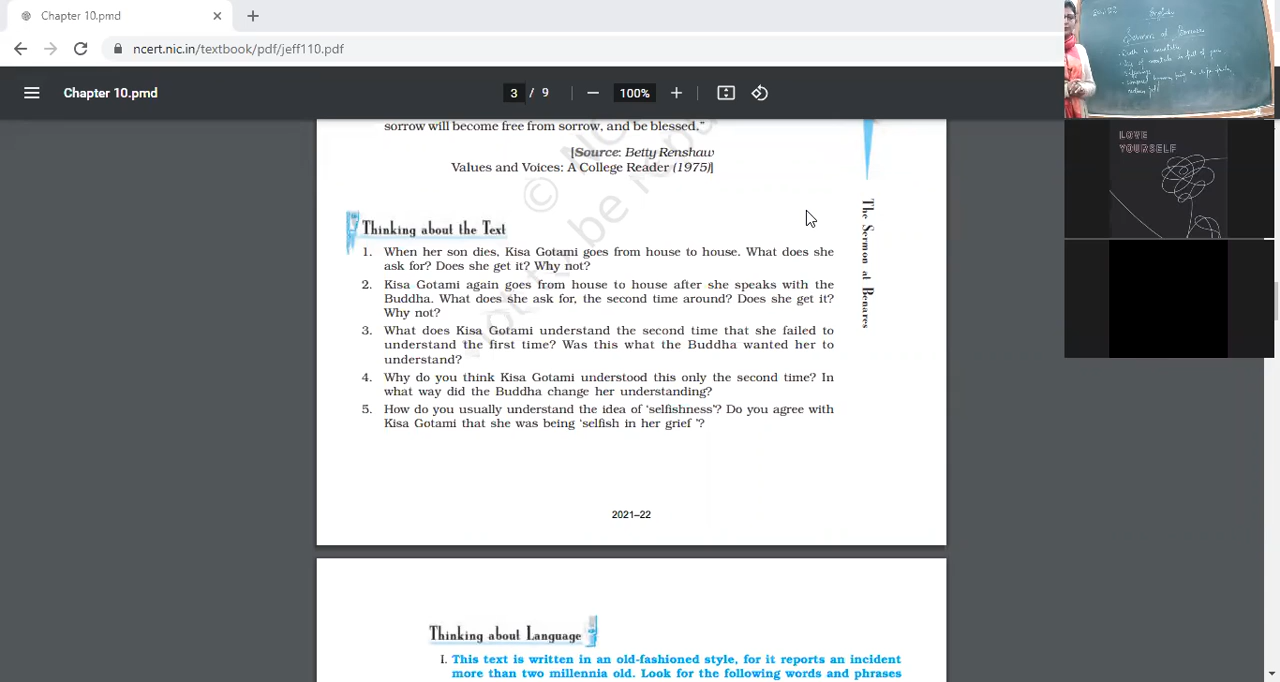 Chapter 10.pmd
ncert.nic.in/textbook/pdf/jeff110.pdf
Chapter 10.pmd
3 / 9
100%
English
Sermon at Benares
LOVE
YOURSELF
sorrow will become free from sorrow, and be blessed."
[Source: Betty Renshaw
Values and Voices: A College Reader (1975)]
The Sermon at Benares
Thinking about the Text
1. When her son dies, Kisa Gotami goes from house to house. What does she
ask for? Does she get it? Why not?
2. Kisa Gotami again goes from house to house after she speaks with the
Buddha. What does she ask for, the second time around? Does she get it?
Why not?
3. What does Kisa Gotami understand the second time that she failed to
understand the first time? Was this what the Buddha wanted her to
understand?
4. Why do you think Kisa Gotami understood this only the second time? In
what way did the Buddha change her understanding?
5. How do you usually understand the idea of 'selfishness'? Do you agree with
Kisa Gotami that she was being 'selfish in her grief '?
2021–22
Thinking about Language
I. This text is written in an old-fashioned style, for it reports an incident
more than two millennia old. Look for the following words and phrases